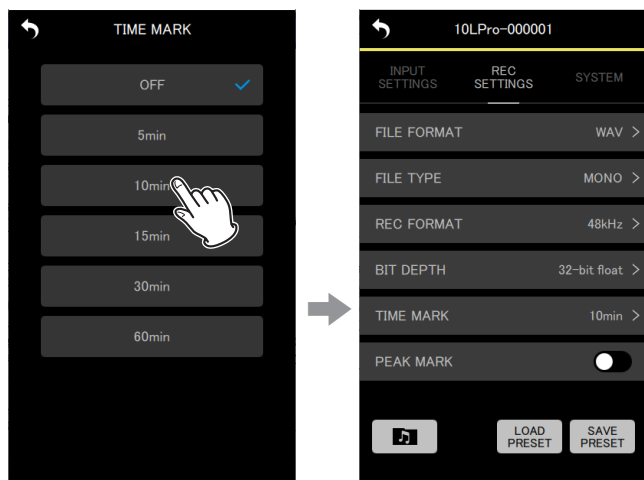 TIME MARK
OFF
5min
10min
15min
30min
60min
10LPro-000001
INPUT SETTINGS
REC SETTINGS
SYSTEM
FILE FORMAT WAV >
FILE TYPE MONO >
REC FORMAT 48kHz >
BIT DEPTH 32-bit float >
TIME MARK 10min >
PEAK MARK
LOAD PRESET
SAVE PRESET